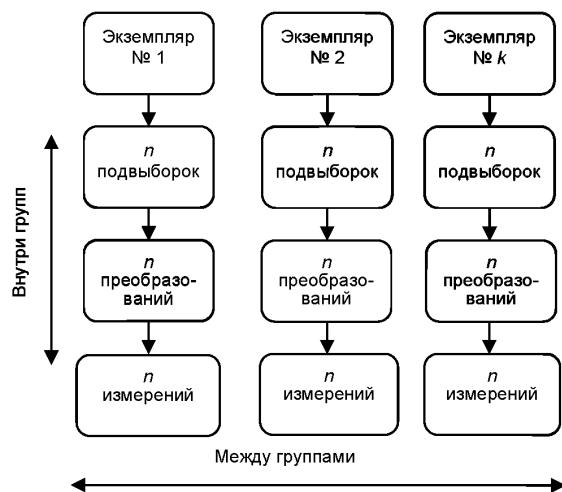 Экземпляр
№ 1
Экземпляр
№ 2
Экземпляр
№ k
n
подвыборок
n
подвыборок
n
подвыборок
Внутри групп
n
преобразо-
ваний
n
преобразо-
ваний
n
преобразо-
ваний
n
измерений
n
измерений
n
измерений
Между группами